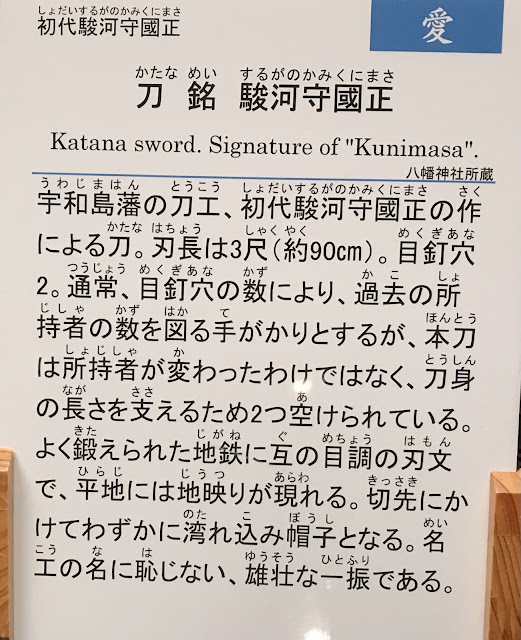 しょだいするがのかみくにまさ
初代駿河守國正
愛
かたな めい するがのかみくにまさ
刀 銘 駿河守國正
Katana sword. Signature of "Kunimasa".
八幡神社所蔵
うわじまはん とうこう しょだいするがのかみくにまさ さく
宇和島藩の刀工、初代駿河守國正の作
かたな はちょう しゃく やく めくぎあな
による刀。刃長は3尺(約90cm)。目釘穴
つうじょう めくぎあな かず かこ しょ
2。通常、目釘穴の数により、過去の所
じしゃ かず はか て ほんとう
持者の数を図る手がかりとするが、本刀
しょじしゃ か とうしん
は所持者が変わったわけではなく、刀身
なが ささ あ
の長さを支えるため2つ空けられている。
きた じがね ぐ めちょう はもん
よく鍛えられた地鉄に互の目調の刃文
ひらじ じうつ あらわ きっさき
で、平地には地映りが現れる。切先にか
のた こ ぼうし めい
けてわずかに湾れ込み帽子となる。名
こう な は ゆうそう ひとふり
工の名に恥じない、雄壮な一振である。